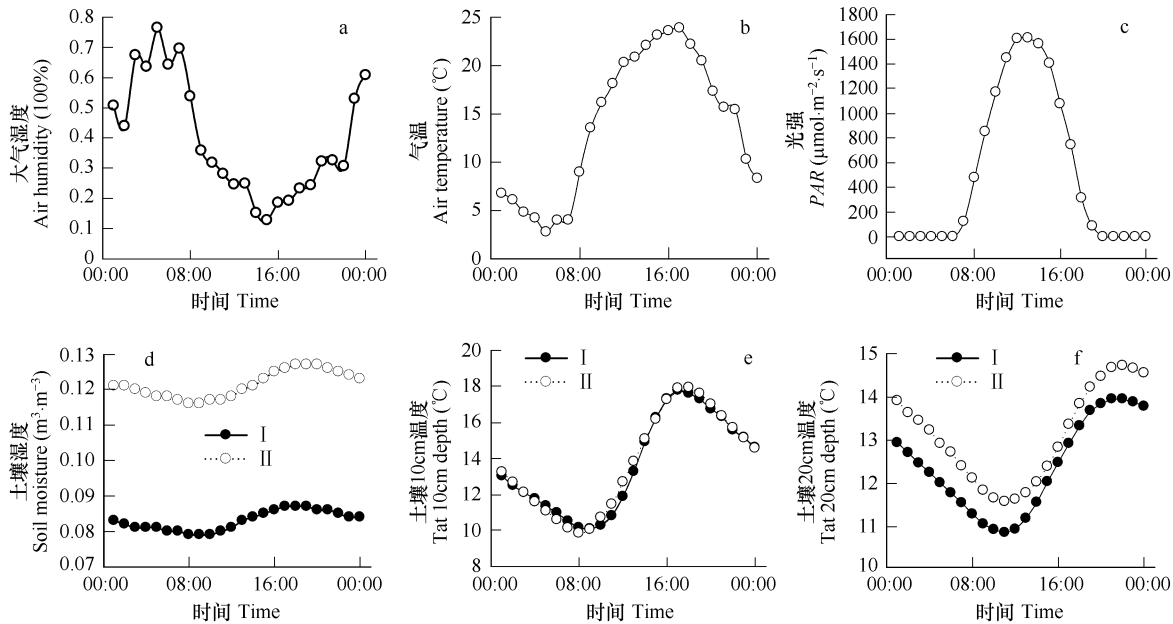 a
0.8
0.7
0.6
0.5
0.4
0.3
0.2
0.1
0
大气湿度
Air humidity (100%)
00:00 08:00 16:00 00:00
时间 Time
b
25
20
15
10
5
0
气温
Air temperature (℃)
00:00 08:00 16:00 00:00
时间 Time
c
1800
1600
1400
1200
1000
800
600
400
200
0
光强
PAR (μmol·m⁻²·s⁻¹)
00:00 08:00 16:00 00:00
时间 Time
d
0.13
0.12
0.11
0.10
0.09
0.08
0.07
土壤湿度
Soil moisture (m³·m⁻³)
Ⅰ
Ⅱ
00:00 08:00 16:00 00:00
时间 Time
e
20
18
16
14
12
10
8
土壤10cm温度
Tat 10cm depth (℃)
Ⅰ
Ⅱ
00:00 08:00 16:00 00:00
时间 Time
f
15
14
13
12
11
10
土壤20cm温度
Tat 20cm depth (℃)
Ⅰ
Ⅱ
00:00 08:00 16:00 00:00
时间 Time